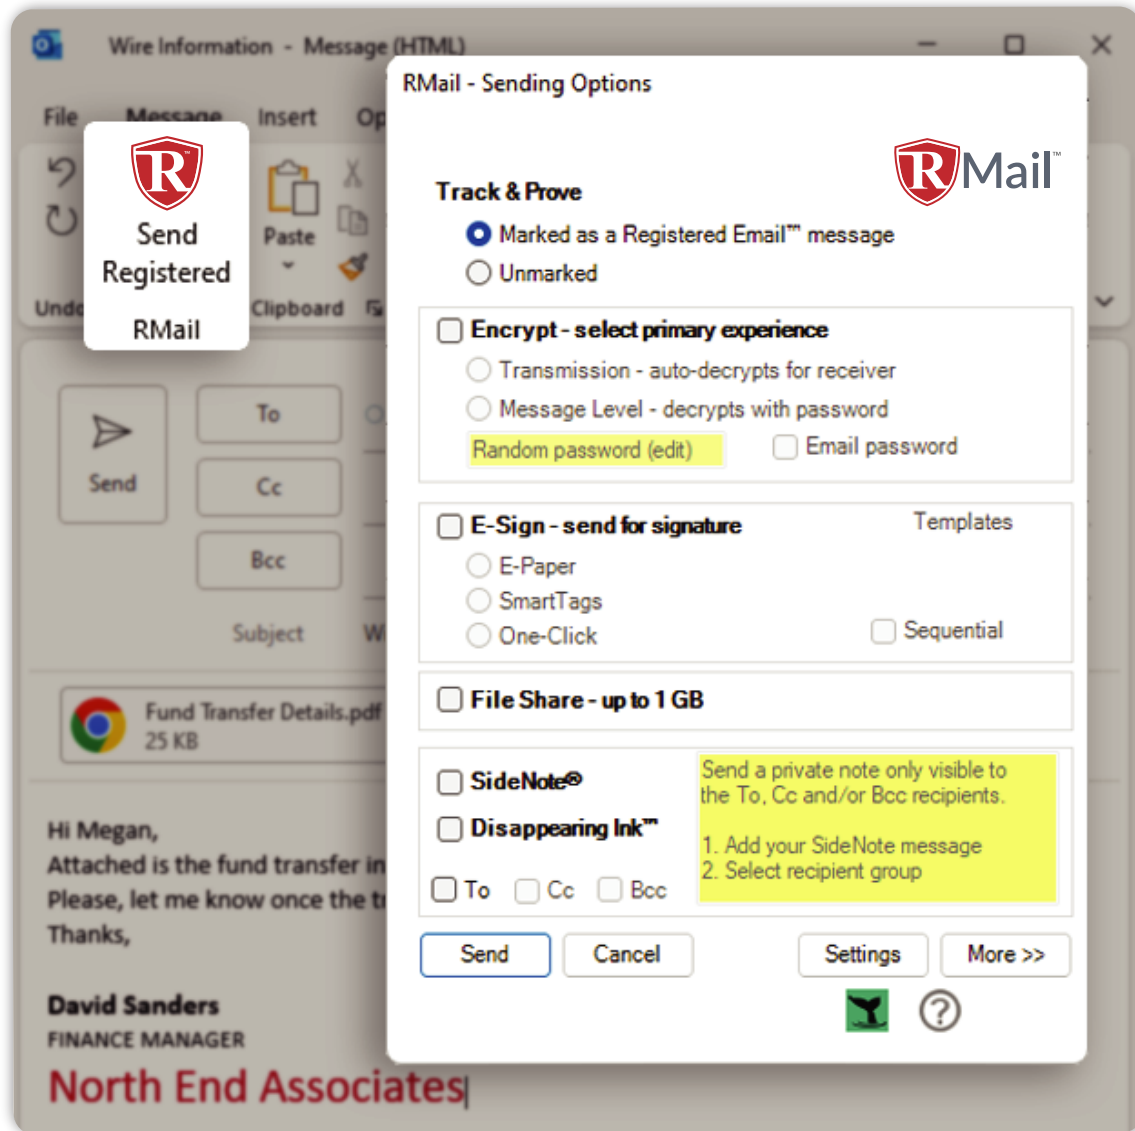 Wire Information - Message (HTML)
File Message Insert Op
Send
Registered
RMail
Paste
Undo
Clipboard
Send
To
Cc
Bcc
Subject
Wi
Fund Transfer Details.pdf
25 KB
Hi Megan,
Attached is the fund transfer in
Please, let me know once the tr
Thanks,
David Sanders
FINANCE MANAGER
North End Associates
RMail - Sending Options
R Mail™
Track & Prove
Marked as a Registered Email™ message
Unmarked
Encrypt - select primary experience
Transmission - auto-decrypts for receiver
Message Level - decrypts with password
Random password (edit) Email password
E-Sign - send for signature Templates
E-Paper
SmartTags
One-Click Sequential
File Share - up to 1 GB
SideNote®
Disappearing Ink™
To Cc Bcc
Send a private note only visible to
the To, Cc and/or Bcc recipients.
1. Add your SideNote message
2. Select recipient group
Send Cancel Settings More >>